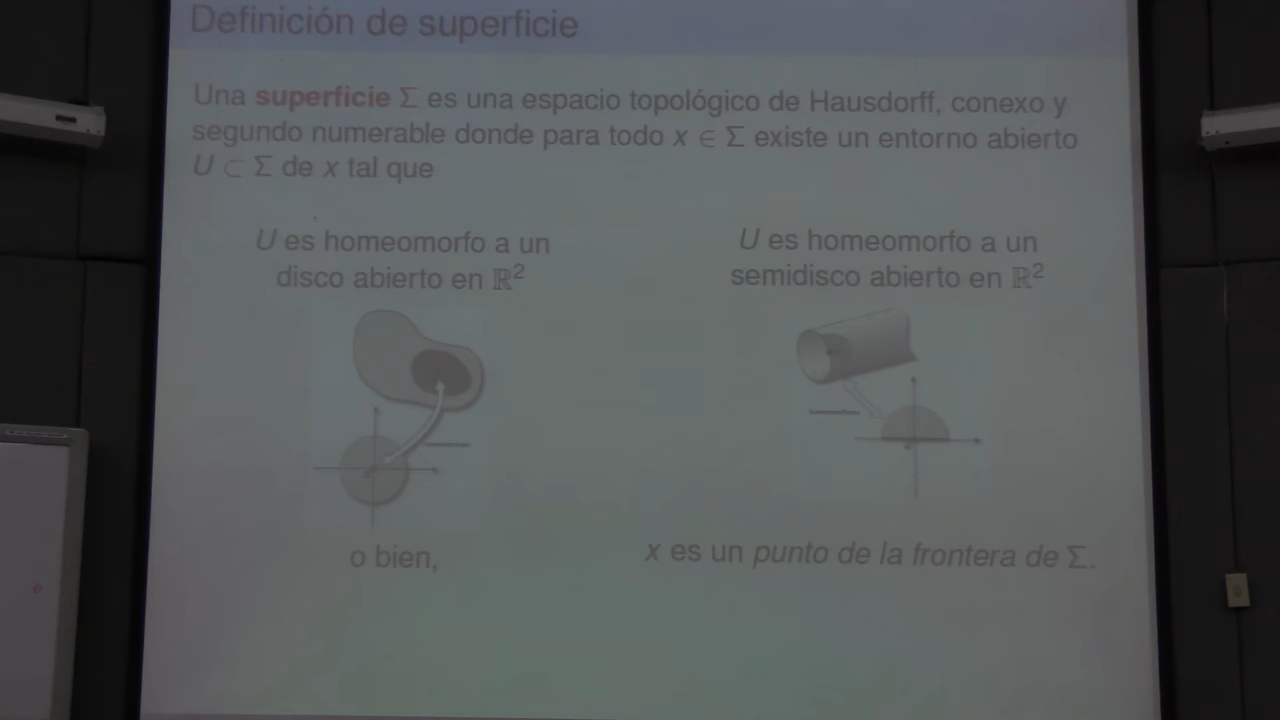 Definición de superficie
Una superficie Σ es una espacio topológico de Hausdorff, conexo y
segundo numerable donde para todo x ∈ Σ existe un entorno abierto
U ⊂ Σ de x tal que
U es homeomorfo a un
disco abierto en ℝ²
U es homeomorfo a un
semidisco abierto en ℝ²
o bien,
x es un punto de la frontera de Σ.